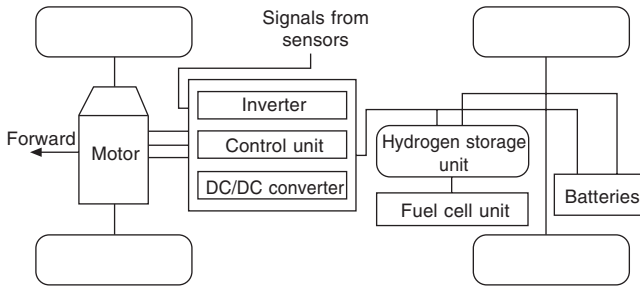 Signals from
sensors
Inverter
Forward
Motor
Control unit
Hydrogen storage
unit
DC/DC converter
Batteries
Fuel cell unit